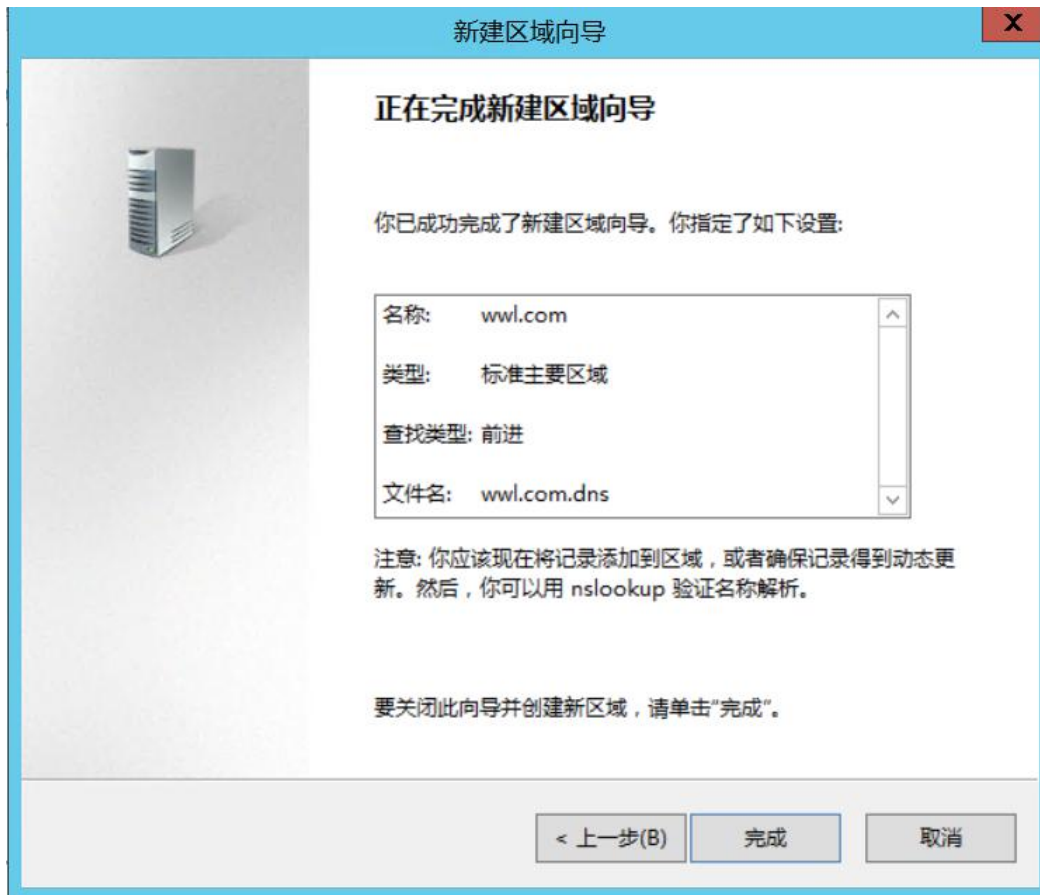 新建区域向导
X
正在完成新建区域向导
你已成功完成了新建区域向导。你指定了如下设置:
名称: wwl.com
类型: 标准主要区域
查找类型: 前进
文件名: wwl.com.dns
注意: 你应该现在将记录添加到区域，或者确保记录得到动态更
新。然后，你可以用 nslookup 验证名称解析。
要关闭此向导并创建新区域，请单击"完成"。
< 上一步(B) 完成 取消